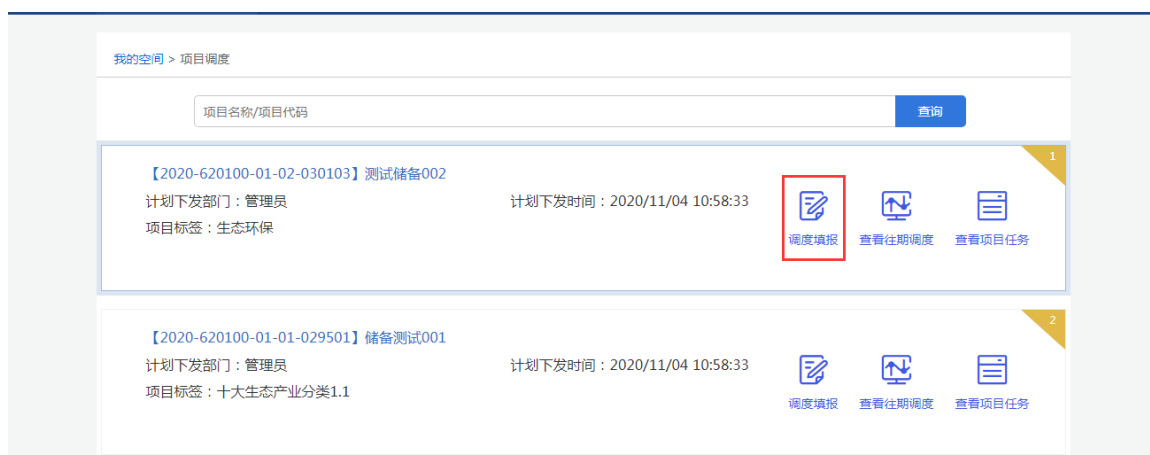 我的空间 > 项目调度
项目名称/项目代码
查询
1
【2020-620100-01-02-030103】测试储备002
计划下发部门：管理员
计划下发时间：2020/11/04 10:58:33
项目标签：生态环保
调度填报
查看往期调度
查看项目任务
2
【2020-620100-01-01-029501】储备测试001
计划下发部门：管理员
计划下发时间：2020/11/04 10:58:33
项目标签：十大生态产业分类1.1
调度填报
查看往期调度
查看项目任务